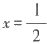 x = 1/2